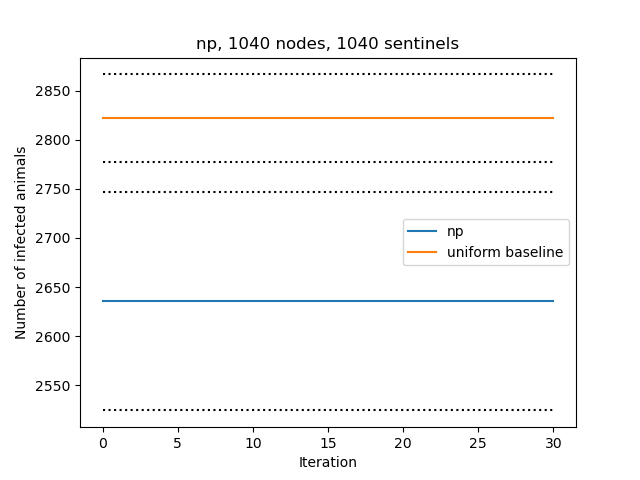 np, 1040 nodes, 1040 sentinels
Number of infected animals
2850
2800
2750
2700
2650
2600
2550
np
uniform baseline
0 5 10 15 20 25 30
Iteration